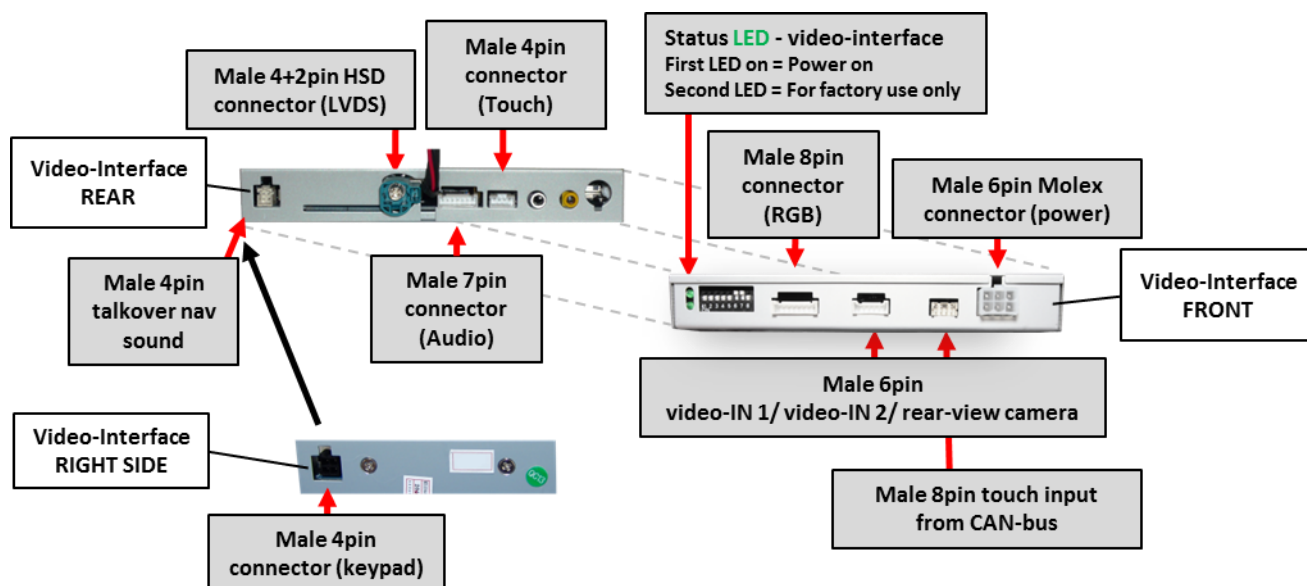 Male 4+2pin HSD
connector (LVDS)
Male 4pin
connector
(Touch)
Status LED - video-interface
First LED on = Power on
Second LED = For factory use only
Video-Interface
REAR
Male 8pin
connector
(RGB)
Male 6pin Molex
connector (power)
Male 4pin
talkover nav
sound
Male 7pin
connector
(Audio)
Video-Interface
FRONT
Male 6pin
video-IN 1/ video-IN 2/ rear-view camera
Video-Interface
RIGHT SIDE
Male 8pin touch input
from CAN-bus
Male 4pin
connector (keypad)